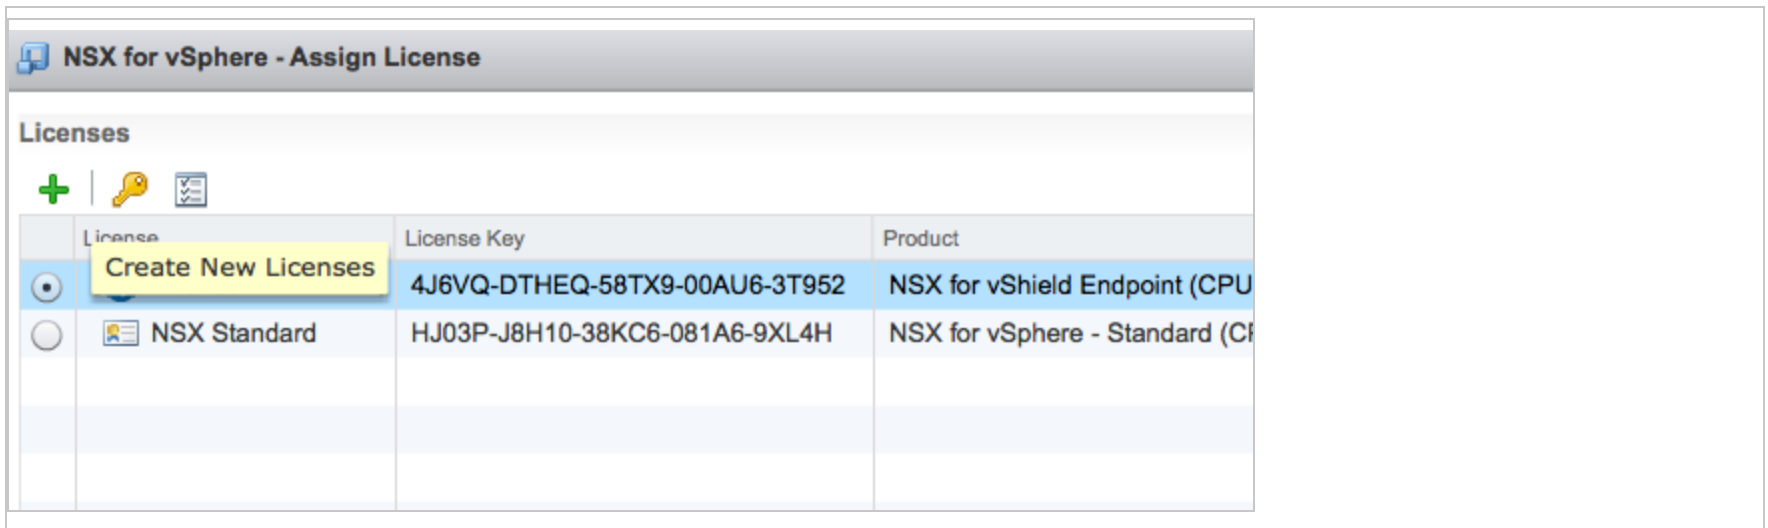 NSX for vSphere - Assign License
Licenses
License License Key Product
Create New Licenses
4J6VQ-DTHEQ-58TX9-00AU6-3T952 NSX for vShield Endpoint (CPU
NSX Standard HJ03P-J8H10-38KC6-081A6-9XL4H NSX for vSphere - Standard (CP